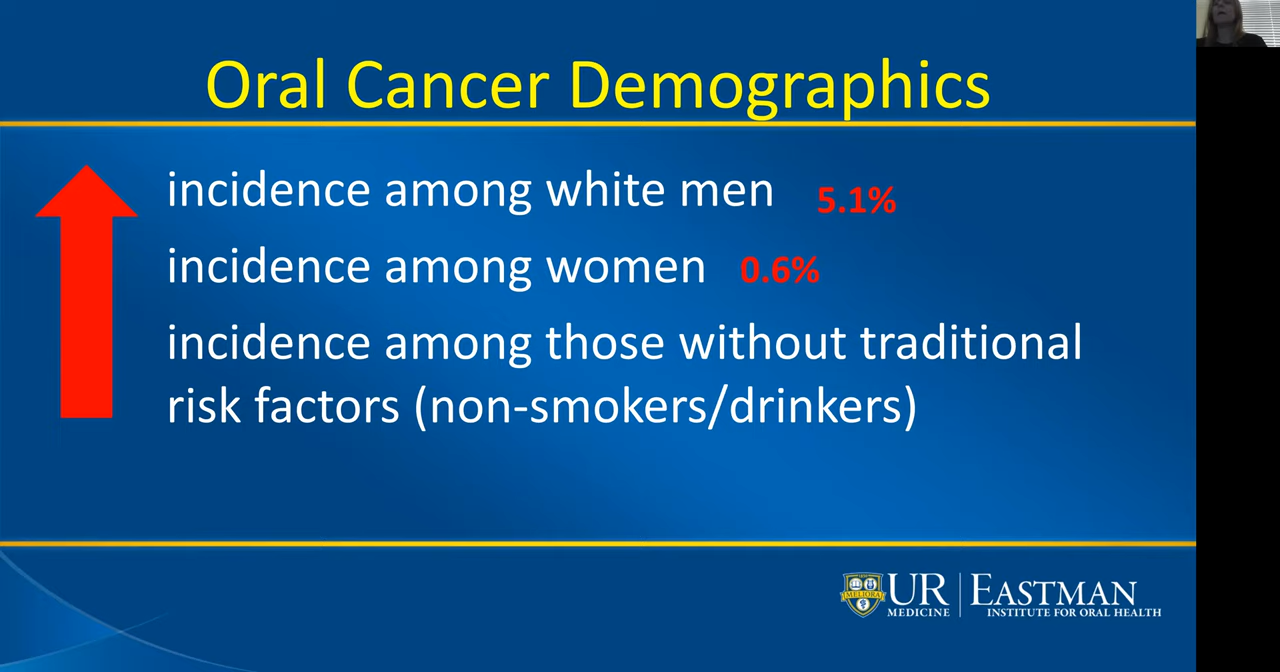 Oral Cancer Demographics
incidence among white men 5.1%
incidence among women 0.6%
incidence among those without traditional
risk factors (non-smokers/drinkers)
MELIORA
UR
MEDICINE
EASTMAN
INSTITUTE FOR ORAL HEALTH